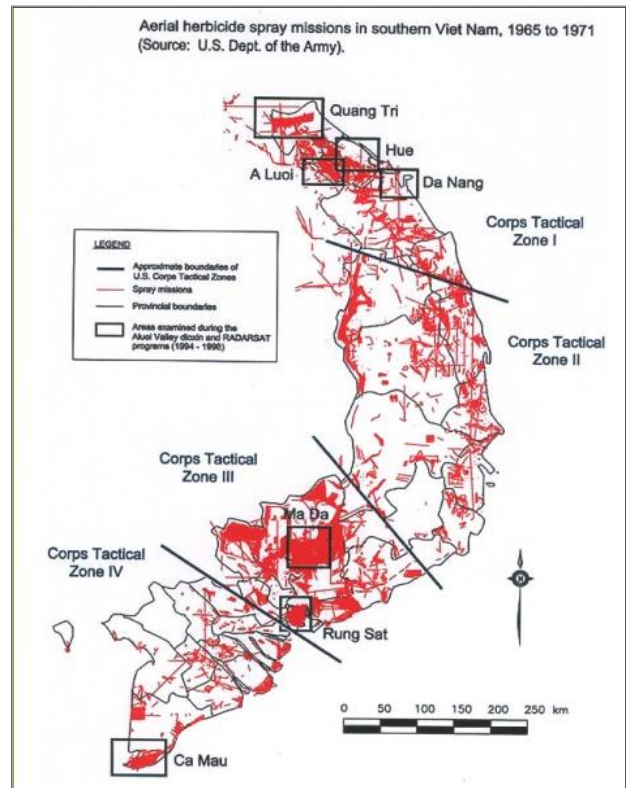 Aerial herbicide spray missions in southern Viet Nam, 1965 to 1971
(Source: U.S. Dept. of the Army).
Quang Tri
Hue
A Luoi
Da Nang
Corps Tactical
Zone I
LEGEND
Approximate boundaries of
U.S. Corps Tactical Zones
Spray missions
Provincial boundaries
Areas examined during the
Aluoi Valley dioxin and RADARSAT
programs (1994 - 1998)
Corps Tactical
Zone II
Corps Tactical
Zone III
Ma Da
Corps Tactical
Zone IV
Rung Sat
0 50 100 150 200 250 km
Ca Mau